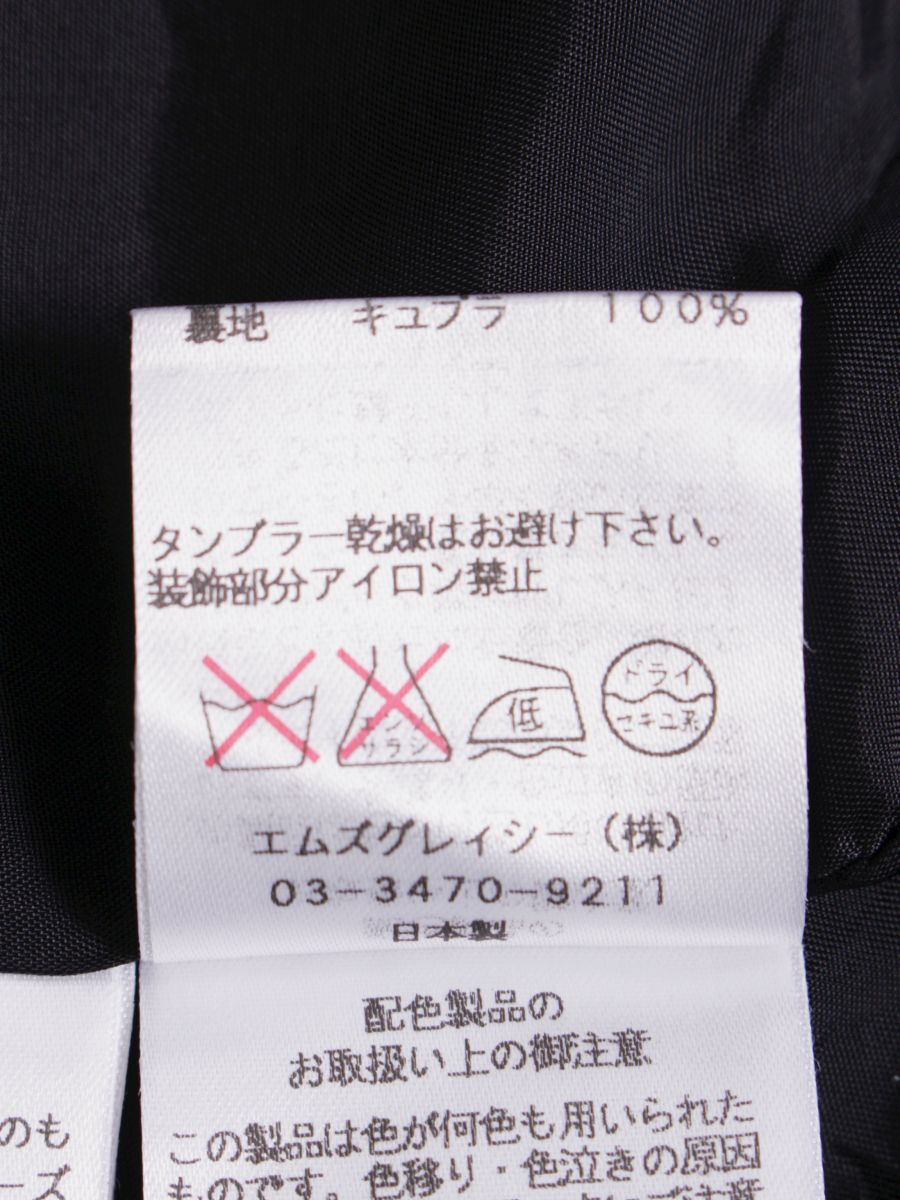 裏地 キュプラ 100%
タンブラー乾燥はお避け下さい。
装飾部分アイロン禁止
エンソ
サラシ
低
ドライ
セキユ系
エムズグレイシー(株)
03-3470-9211
日本製
配色製品の
お取扱い上の御注意
この製品は色が何色も用いられた
ものです。色移り・色泣きの原因
のも
ーズ